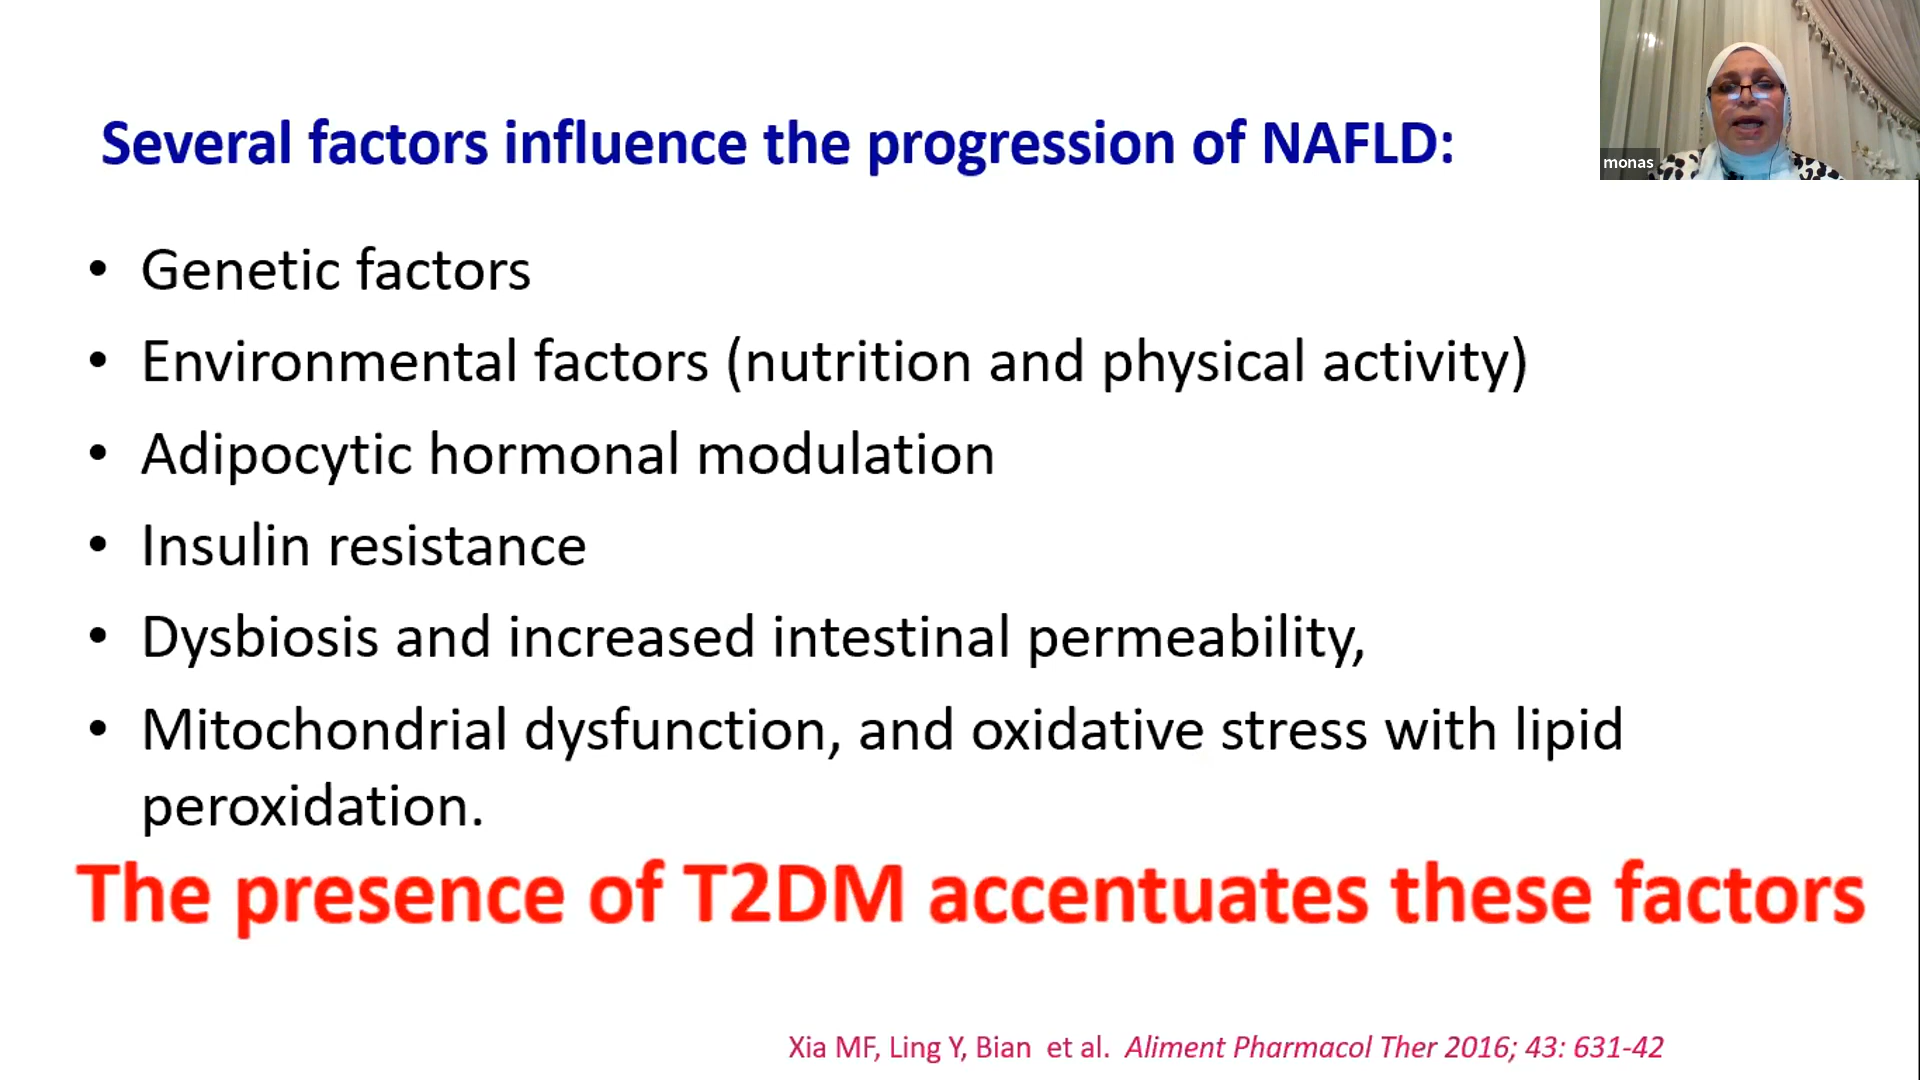 Several factors influence the progression of NAFLD:
monas
• Genetic factors
• Environmental factors (nutrition and physical activity)
• Adipocytic hormonal modulation
• Insulin resistance
• Dysbiosis and increased intestinal permeability,
• Mitochondrial dysfunction, and oxidative stress with lipid
peroxidation.
The presence of T2DM accentuates these factors
Xia MF, Ling Y, Bian et al. Aliment Pharmacol Ther 2016; 43: 631-42